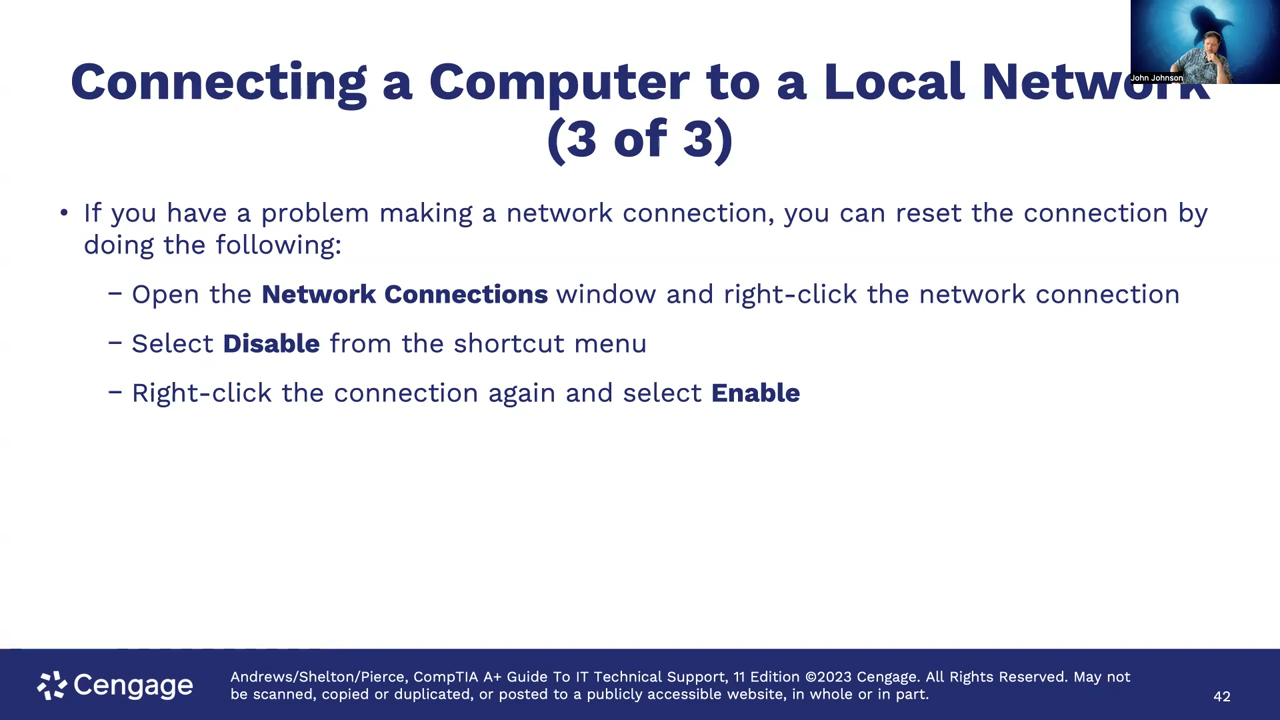 Connecting a Computer to a Local Network
(3 of 3)
John Johnson
• If you have a problem making a network connection, you can reset the connection by
doing the following:
− Open the Network Connections window and right-click the network connection
− Select Disable from the shortcut menu
− Right-click the connection again and select Enable
Cengage
Andrews/Shelton/Pierce, CompTIA A+ Guide To IT Technical Support, 11 Edition ©2023 Cengage. All Rights Reserved. May not
be scanned, copied or duplicated, or posted to a publicly accessible website, in whole or in part.
42